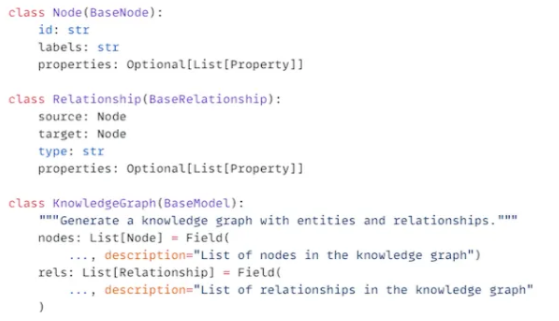 class Node(BaseNode):
    id: str
    labels: str
    properties: Optional[List[Property]]

class Relationship(BaseRelationship):
    source: Node
    target: Node
    type: str
    properties: Optional[List[Property]]

class KnowledgeGraph(BaseModel):
    """Generate a knowledge graph with entities and relationships."""
    nodes: List[Node] = Field(
        ..., description="List of nodes in the knowledge graph")
    rels: List[Relationship] = Field(
        ..., description="List of relationships in the knowledge graph"
    )